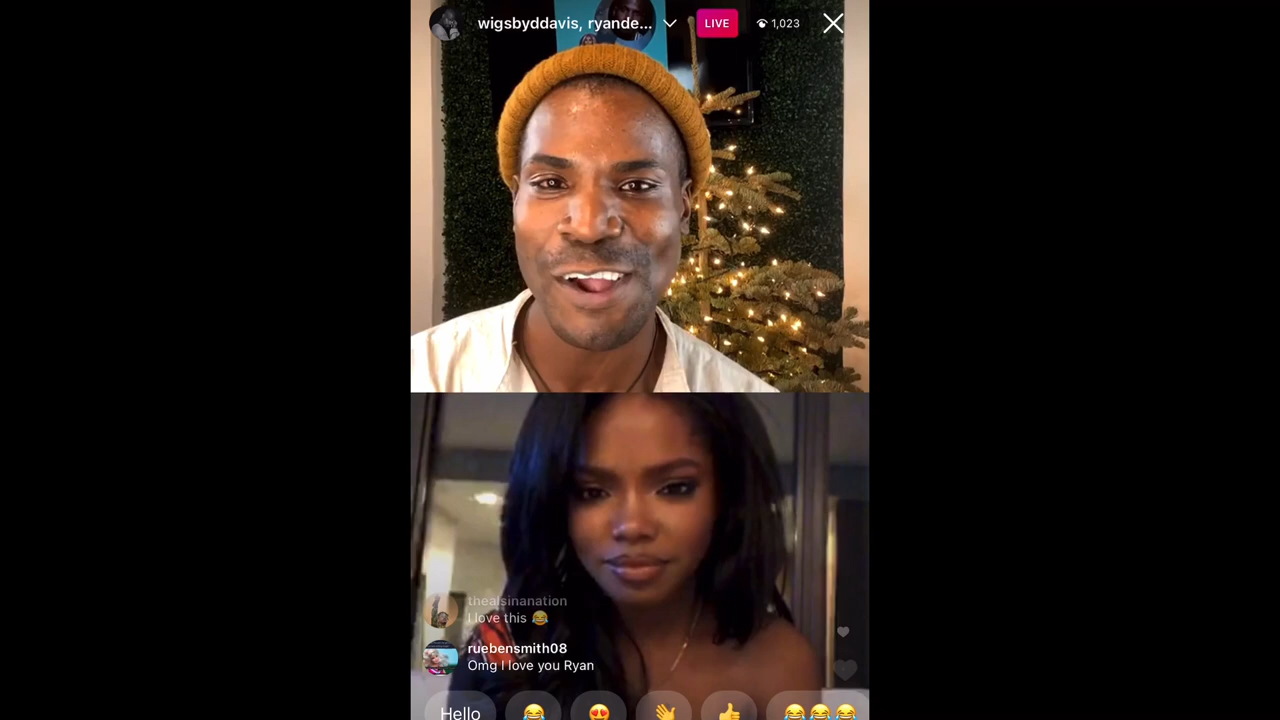 wigsbyddavis, ryande...
LIVE
1,023
thealsinanation
I love this 😂
ruebensmith08
Omg I love you Ryan
Hello
😂
😍
👋
👍
😂😂😂